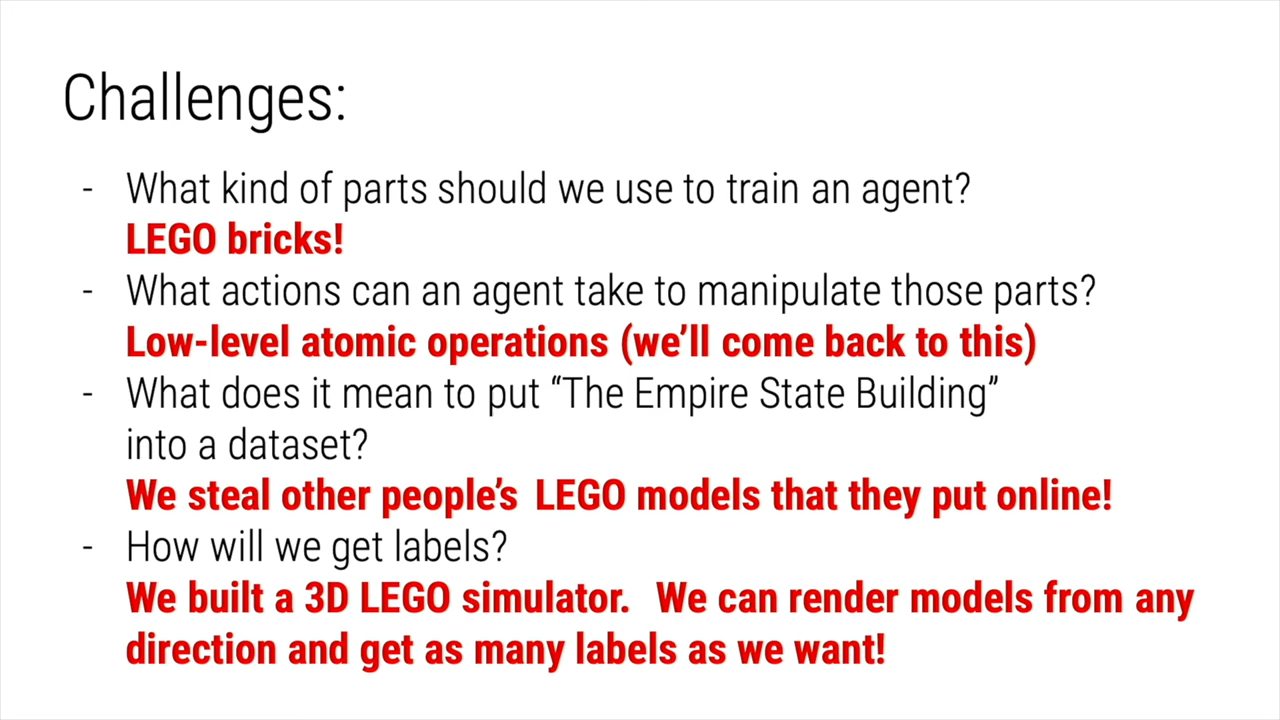 Challenges:
- What kind of parts should we use to train an agent?
LEGO bricks!
- What actions can an agent take to manipulate those parts?
Low-level atomic operations (we’ll come back to this)
- What does it mean to put “The Empire State Building”
into a dataset?
We steal other people’s LEGO models that they put online!
- How will we get labels?
We built a 3D LEGO simulator. We can render models from any
direction and get as many labels as we want!